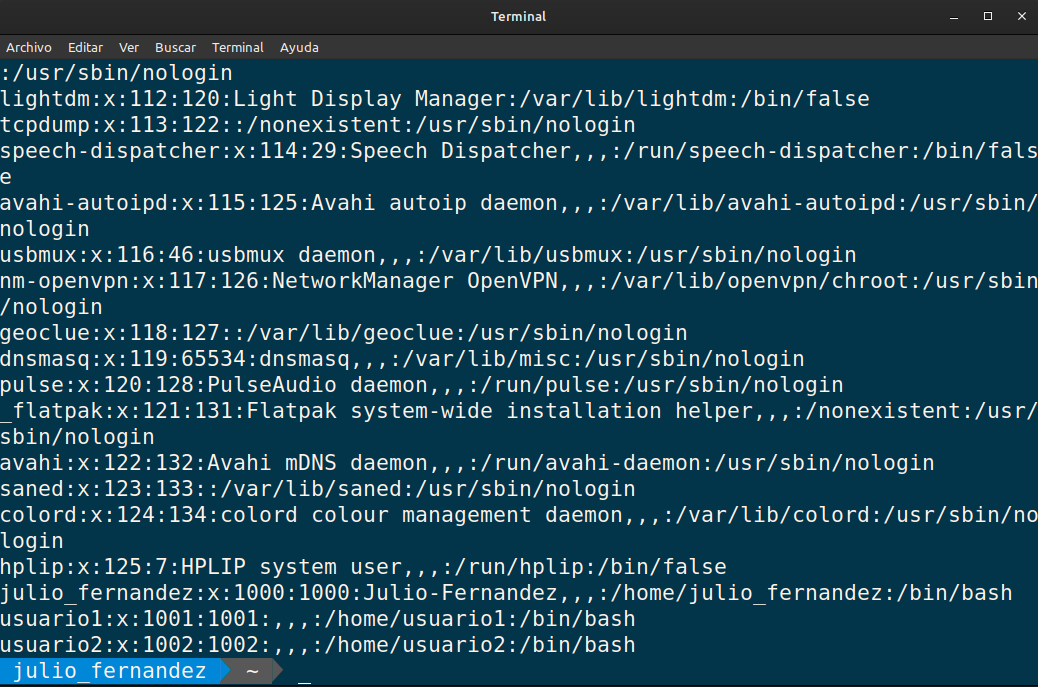 Terminal
Archivo Editar Ver Buscar Terminal Ayuda
:/usr/sbin/nologin
lightdm:x:112:120:Light Display Manager:/var/lib/lightdm:/bin/false
tcpdump:x:113:122::/nonexistent:/usr/sbin/nologin
speech-dispatcher:x:114:29:Speech Dispatcher,,,:/run/speech-dispatcher:/bin/fals
e
avahi-autoipd:x:115:125:Avahi autoip daemon,,,:/var/lib/avahi-autoipd:/usr/sbin/
nologin
usbmux:x:116:46:usbmux daemon,,,:/var/lib/usbmux:/usr/sbin/nologin
nm-openvpn:x:117:126:NetworkManager OpenVPN,,,:/var/lib/openvpn/chroot:/usr/sbin
/nologin
geoclue:x:118:127::/var/lib/geoclue:/usr/sbin/nologin
dnsmasq:x:119:65534:dnsmasq,,,:/var/lib/misc:/usr/sbin/nologin
pulse:x:120:128:PulseAudio daemon,,,:/run/pulse:/usr/sbin/nologin
_flatpak:x:121:131:Flatpak system-wide installation helper,,,:/nonexistent:/usr/
sbin/nologin
avahi:x:122:132:Avahi mDNS daemon,,,:/run/avahi-daemon:/usr/sbin/nologin
saned:x:123:133::/var/lib/saned:/usr/sbin/nologin
colord:x:124:134:colord colour management daemon,,,:/var/lib/colord:/usr/sbin/no
login
hplip:x:125:7:HPLIP system user,,,:/run/hplip:/bin/false
julio_fernandez:x:1000:1000:Julio-Fernandez,,,:/home/julio_fernandez:/bin/bash
usuario1:x:1001:1001:,,,:/home/usuario1:/bin/bash
usuario2:x:1002:1002:,,,:/home/usuario2:/bin/bash
julio_fernandez ~ _